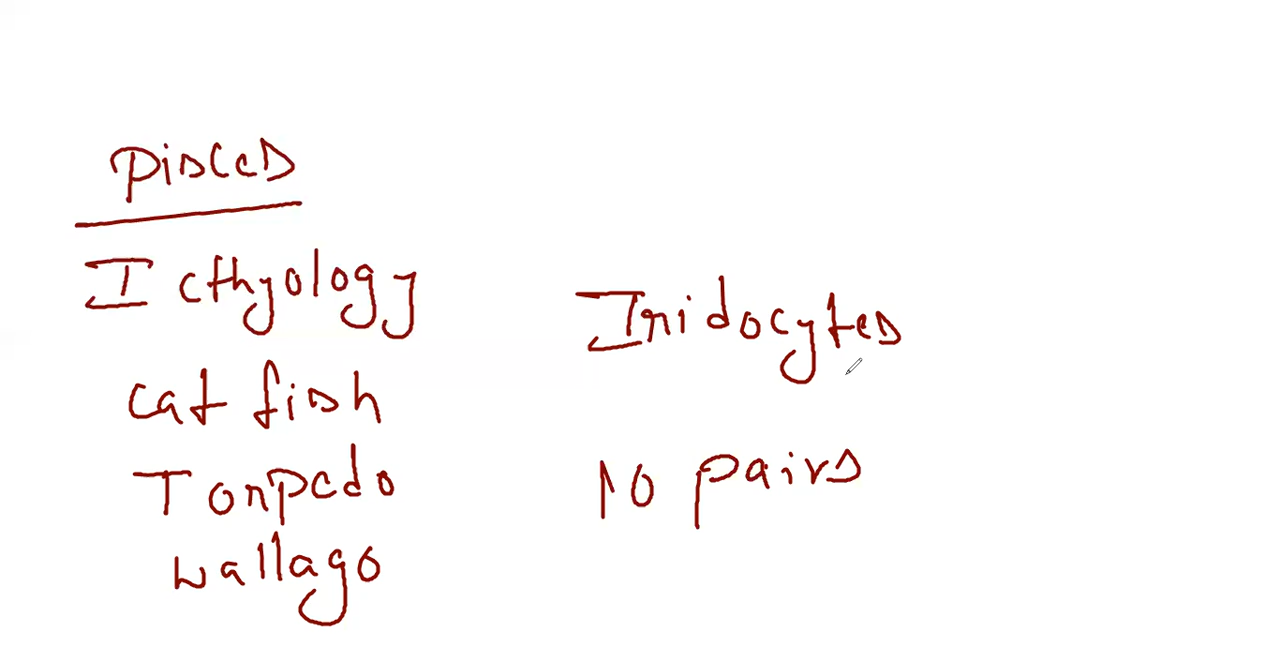 Pisces
Icthyology
Cat fish
Torpedo
Wallago
Iridocytes
10 pairs